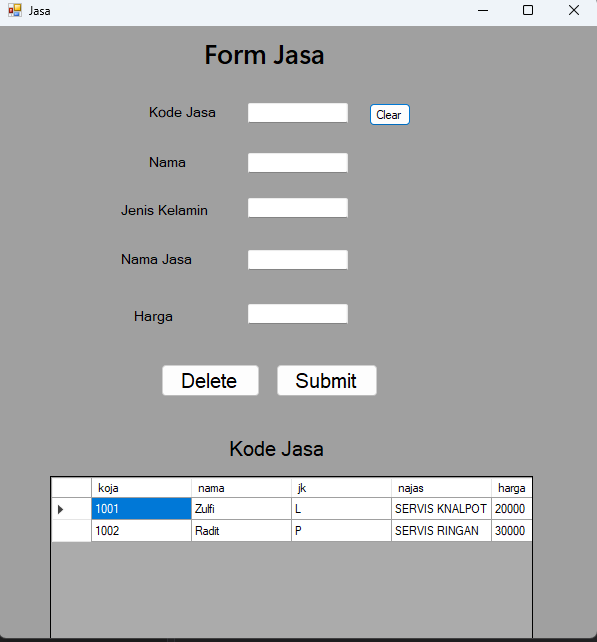 Jasa
Form Jasa
Kode Jasa Clear
Nama
Jenis Kelamin
Nama Jasa
Harga
Delete Submit
Kode Jasa
koja nama jk najas harga
1001 Zulfi L SERVIS KNALPOT 20000
1002 Radit P SERVIS RINGAN 30000